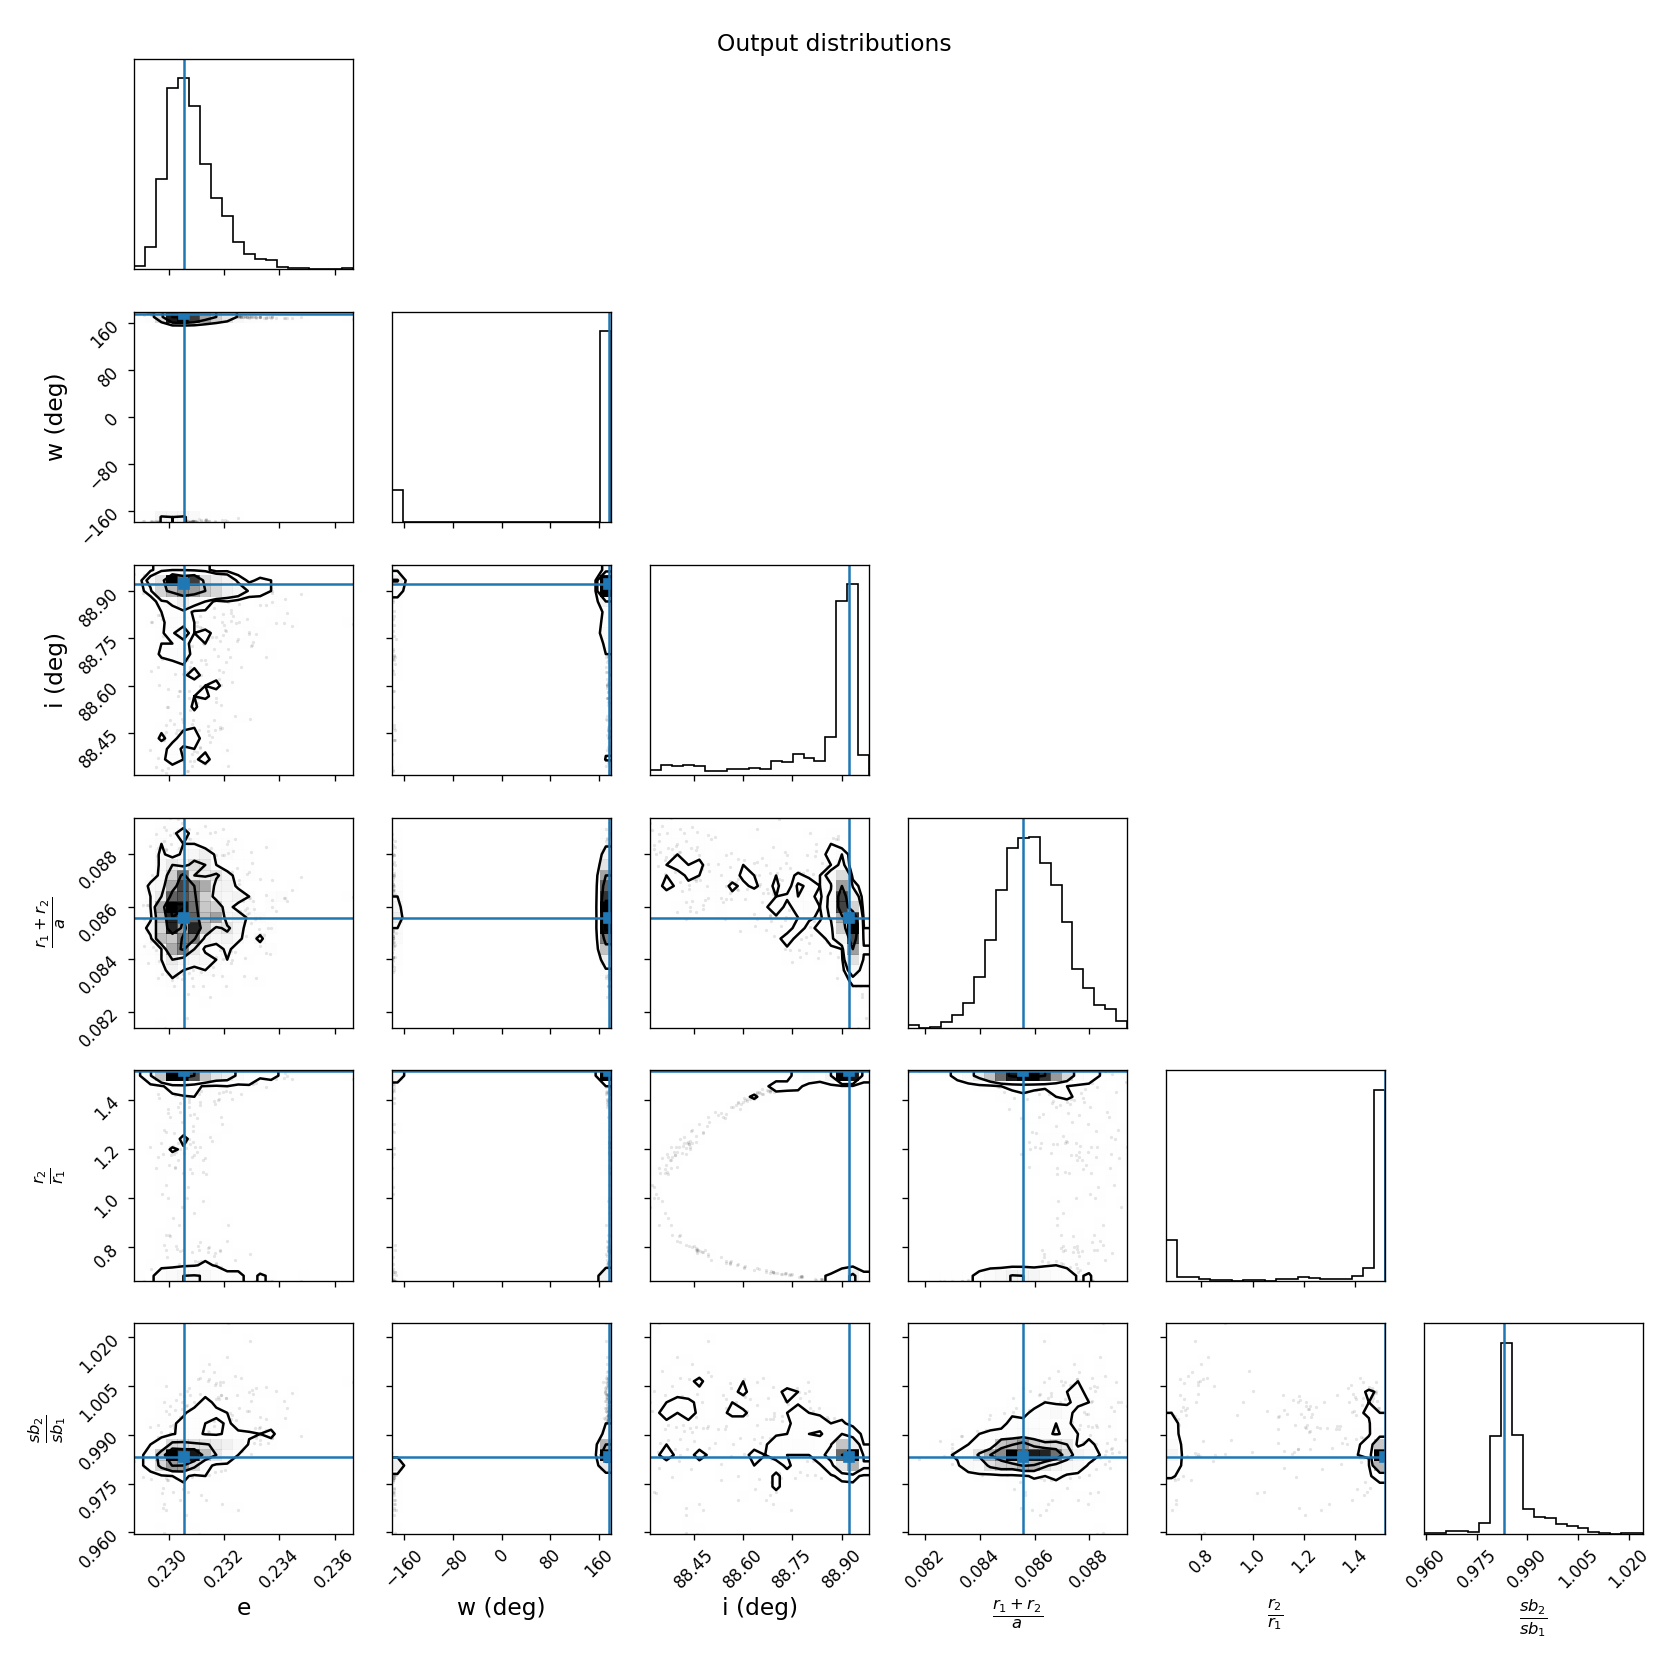 Output distributions
w (deg)
160
80
0
−80
−160
i (deg)
88.90
88.75
88.60
88.45
r1 + r2
a
0.088
0.086
0.084
0.082
r2
r1
1.4
1.2
1.0
0.8
sb2
sb1
1.020
1.005
0.990
0.975
0.960
0.230 0.232 0.234 0.236
−160 −80 0 80 160
88.45 88.60 88.75 88.90
0.082 0.084 0.086 0.088
0.8 1.0 1.2 1.4
0.960 0.975 0.990 1.005 1.020
e
w (deg)
i (deg)
r1 + r2
a
r2
r1
sb2
sb1